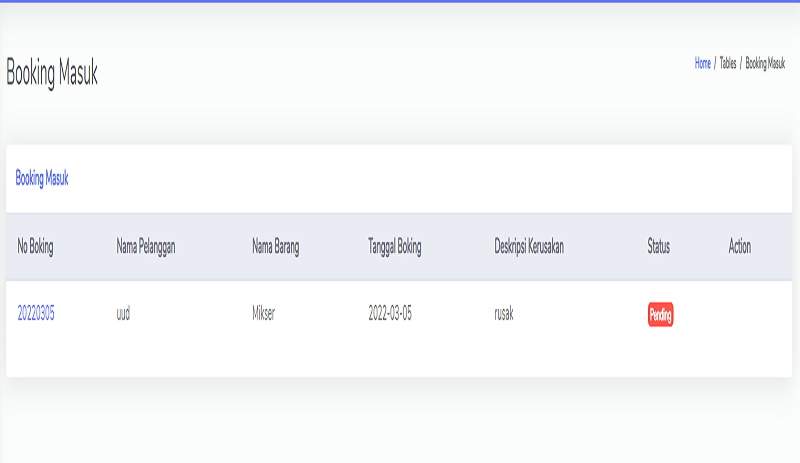 Booking Masuk
Home / Tables / Booking Masuk
Booking Masuk
No Boking Nama Pelanggan Nama Barang Tanggal Boking Deskripsi Kerusakan Status Action
20220305 uud Mikser 2022-03-05 rusak Pending